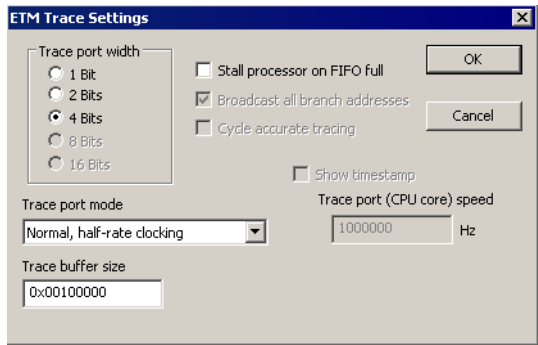 ETM Trace Settings
Trace port width
1 Bit
2 Bits
4 Bits
8 Bits
16 Bits
Stall processor on FIFO full
Broadcast all branch addresses
Cycle accurate tracing
OK
Cancel
Show timestamp
Trace port mode
Normal, half-rate clocking
Trace port (CPU core) speed
1000000 Hz
Trace buffer size
0x00100000